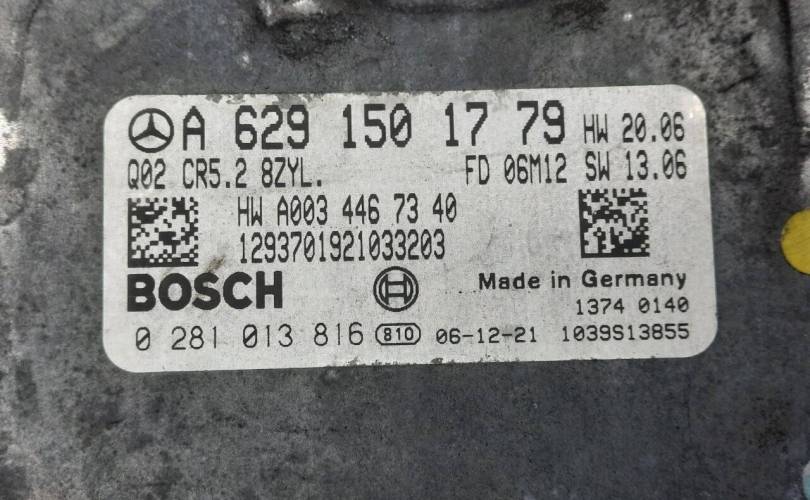 A 629 150 17 79 HW 20.06
Q02 CR5.2 8ZYL. FD 06M12 SW 13.06
HW A003 446 73 40
1293701921033203
BOSCH Made in Germany
1374 0140
0 281 013 816 810 06-12-21 1039S13855